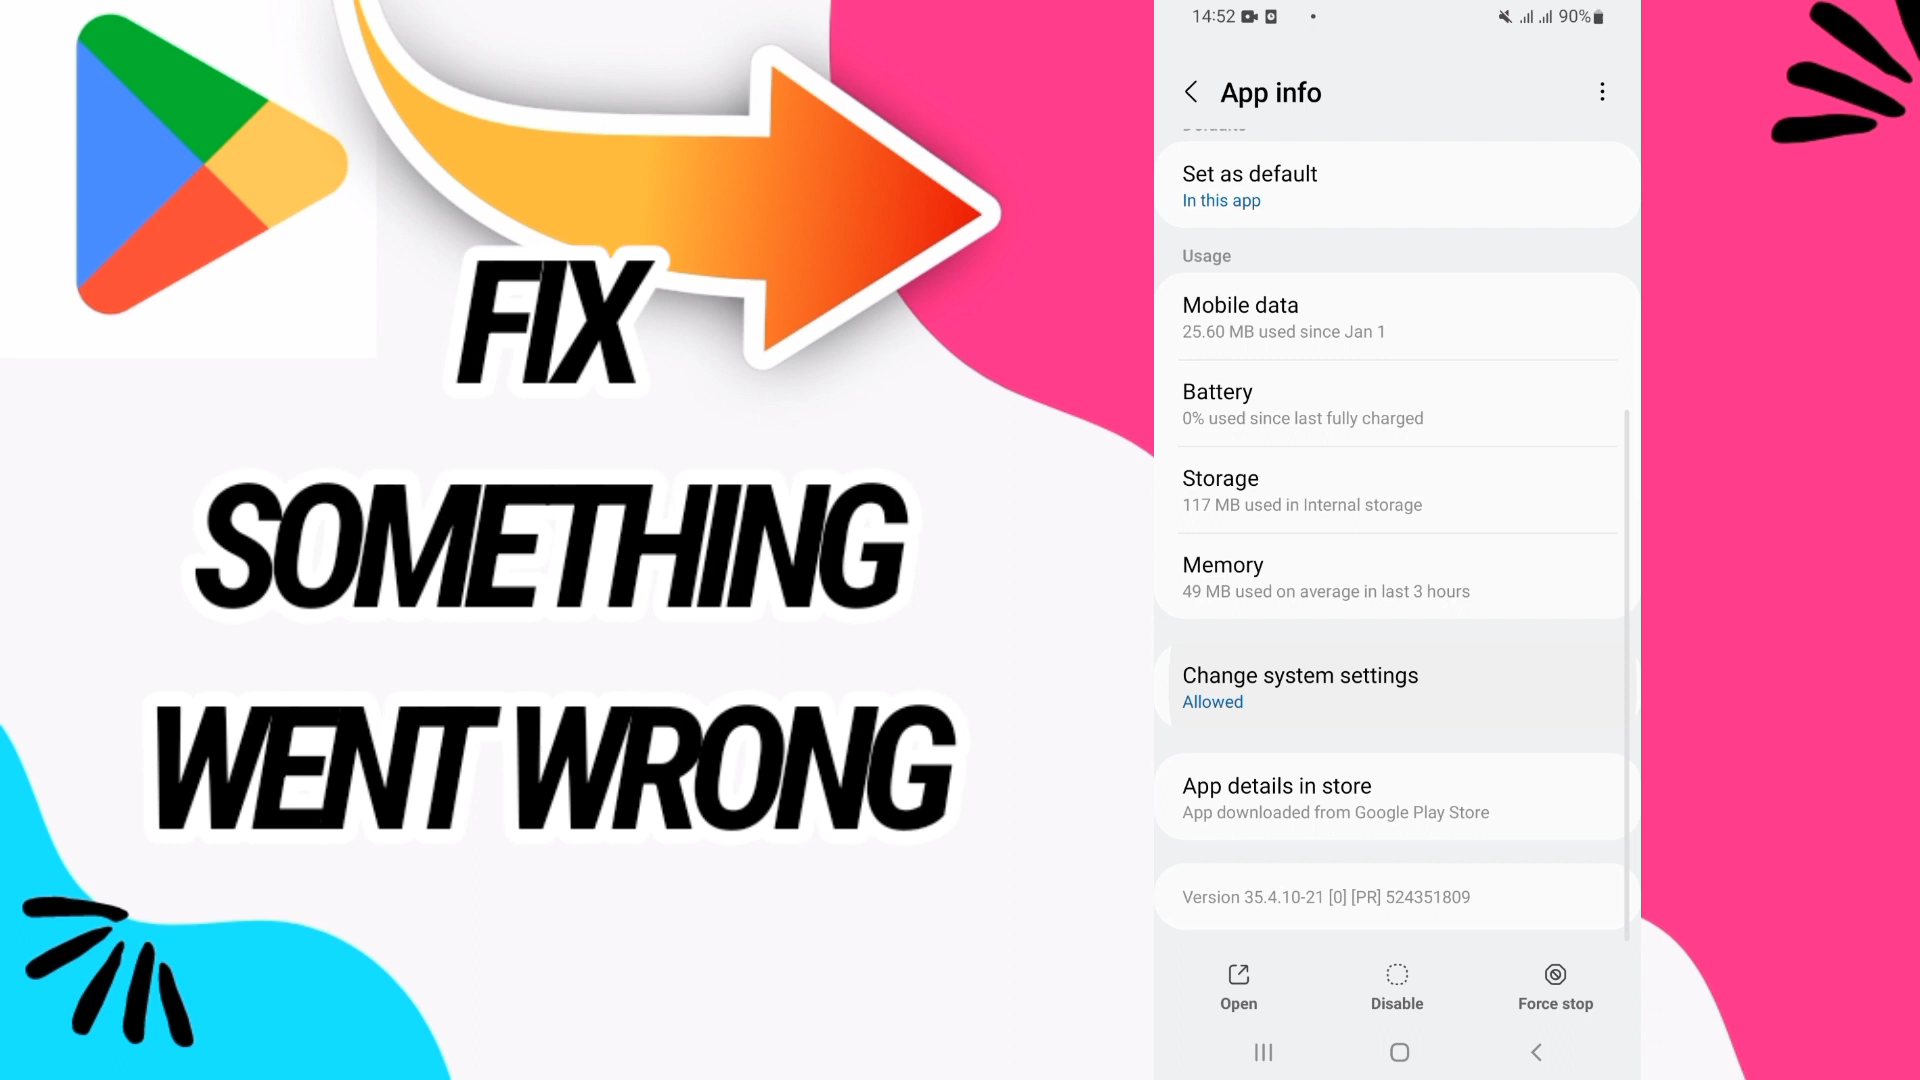 FIX
SOMETHING
WENT WRONG
14:52
90%
App info
Defaults
Set as default
In this app
Usage
Mobile data
25.60 MB used since Jan 1
Battery
0% used since last fully charged
Storage
117 MB used in Internal storage
Memory
49 MB used on average in last 3 hours
Change system settings
Allowed
App details in store
App downloaded from Google Play Store
Version 35.4.10-21 [0] [PR] 524351809
Open
Disable
Force stop